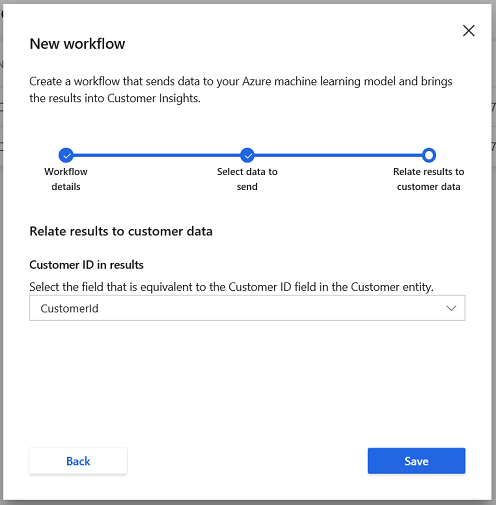 New workflow
Create a workflow that sends data to your Azure machine learning model and brings
the results into Customer Insights.
Workflow
details
Select data to
send
Relate results to
customer data
Relate results to customer data
Customer ID in results
Select the field that is equivalent to the Customer ID field in the Customer entity.
CustomerId
Back
Save